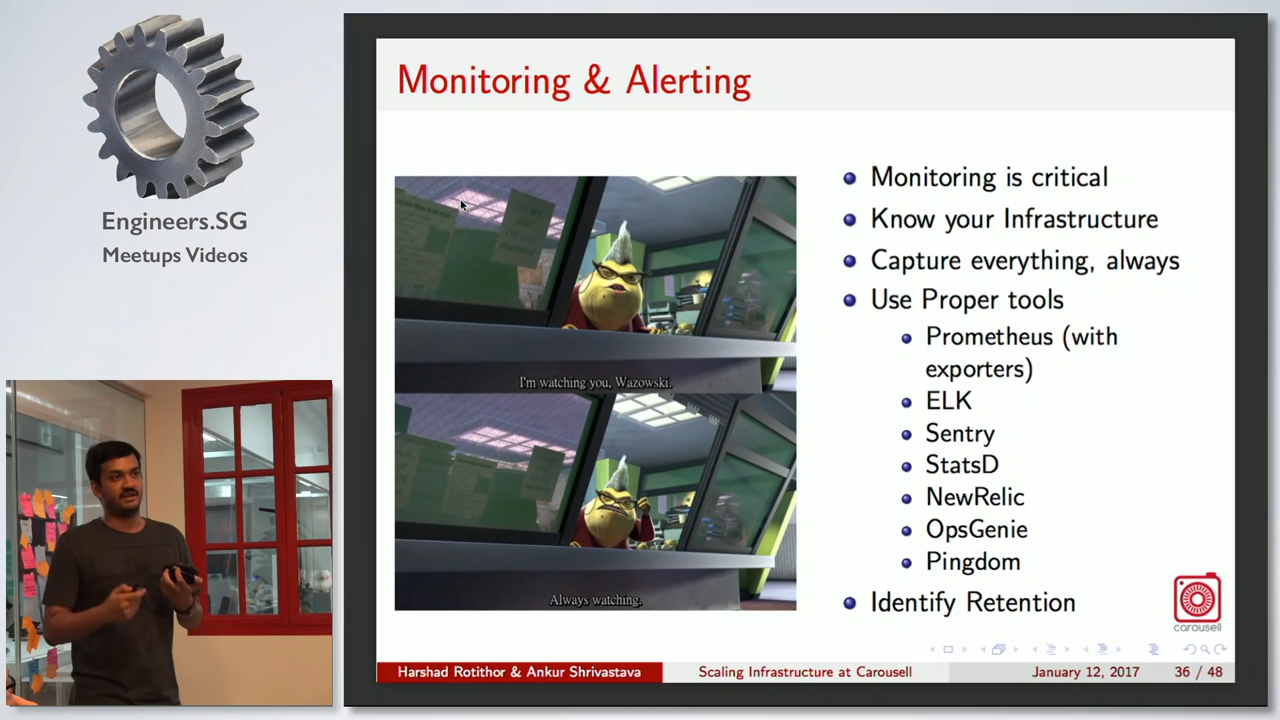 Engineers.SG
Meetups Videos
Monitoring & Alerting
I'm watching you, Wazowski.
Always watching.
Monitoring is critical
Know your Infrastructure
Capture everything, always
Use Proper tools
Prometheus (with
exporters)
ELK
Sentry
StatsD
NewRelic
OpsGenie
Pingdom
Identify Retention
carousell
Harshad Rotithor & Ankur Shrivastava
Scaling Infrastructure at Carousell
January 12, 2017
36 / 48